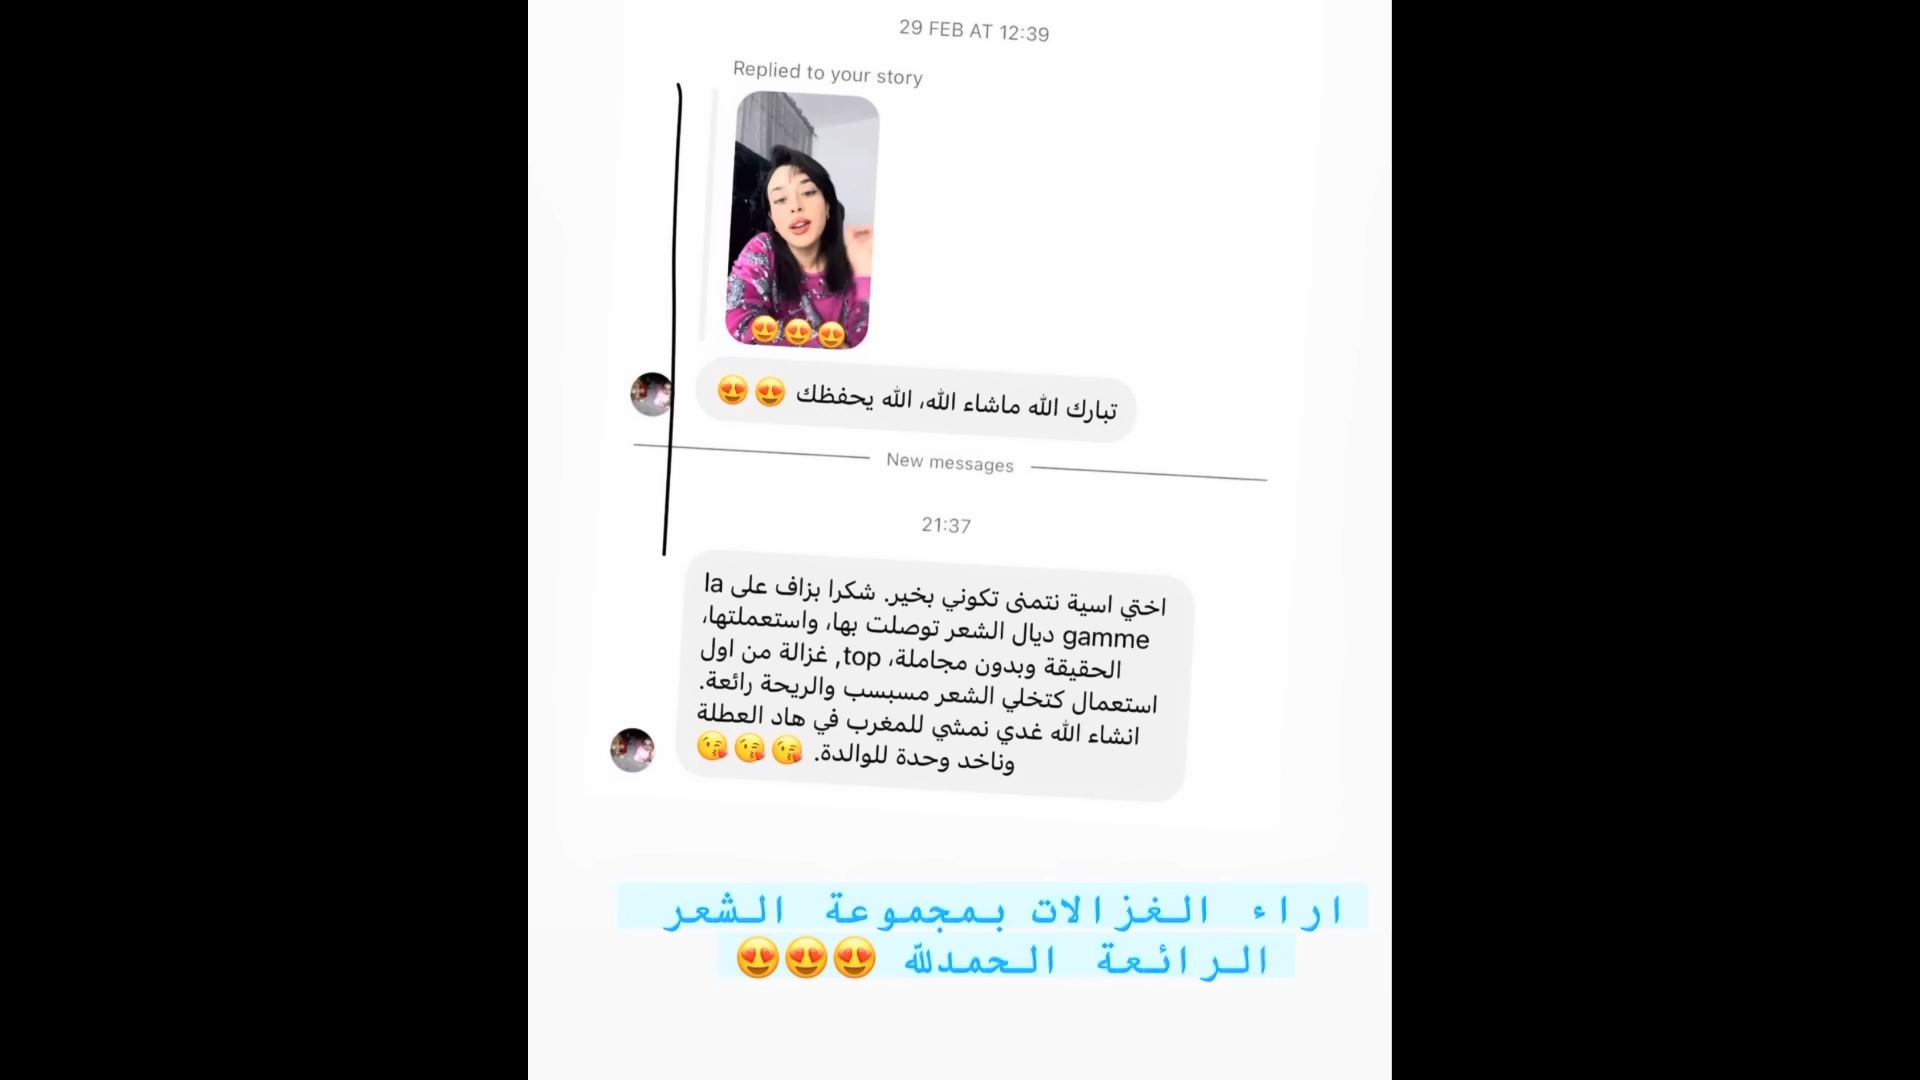 29 FEB AT 12:39
Replied to your story
😍😍😍
تبارك الله ماشاء الله، الله يحفظك 😍😍
New messages
21:37
اختي اسية نتمنى تكوني بخير. شكرا بزاف على la
gamme ديال الشعر توصلت بها، واستعملتها،
الحقيقة وبدون مجاملة، top, غزالة من اول
استعمال كتخلي الشعر مسبسب والريحة رائعة.
انشاء الله غدي نمشي للمغرب في هاد العطلة
وناخد وحدة للوالدة. 😘😘😘
اراء الغزالات بمجموعة الشعر
الرائعة الحمدلله 😍😍😍